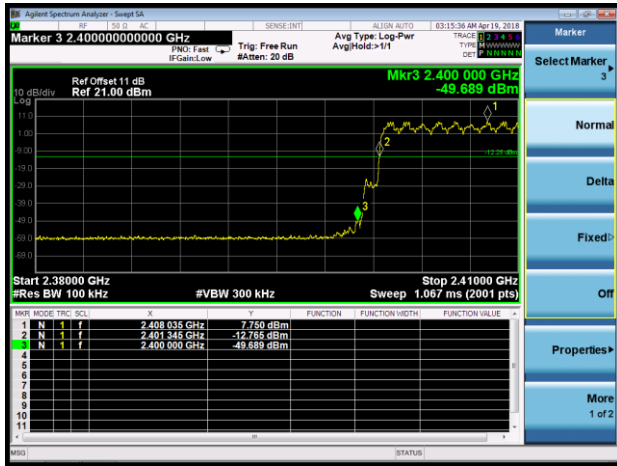 Agilent Spectrum Analyzer - Swept SA
RF 50 Ω AC SENSE:INT ALIGN AUTO 03:15:36 AM Apr 19, 2018
Marker 3 2.400000000000 GHz
PNO: Fast
IFGain:Low
Trig: Free Run
#Atten: 20 dB
Avg Type: Log-Pwr
Avg|Hold:>1/1
TRACE 1 2 3 4 5 6
TYPE M W W W W W
DET P N N N N N
Ref Offset 11 dB
Ref 21.00 dBm
10 dB/div
Log
Mkr3 2.400 000 GHz
-49.689 dBm
11.0
1.00
-9.00
-19.0
-29.0
-39.0
-49.0
-59.0
-69.0
1
2
3
-12.25 dBm
Start 2.38000 GHz
#Res BW 100 kHz
#VBW 300 kHz
Stop 2.41000 GHz
Sweep 1.067 ms (2001 pts)
MKR MODE TRC SCL X Y FUNCTION FUNCTION WIDTH FUNCTION VALUE
1 N 1 f 2.408 035 GHz 7.750 dBm
2 N 1 f 2.401 345 GHz -12.765 dBm
3 N 1 f 2.400 000 GHz -49.689 dBm
4
5
6
7
8
9
10
11
MSG
STATUS
Marker
Select Marker
3
Normal
Delta
Fixed
Off
Properties
More
1 of 2